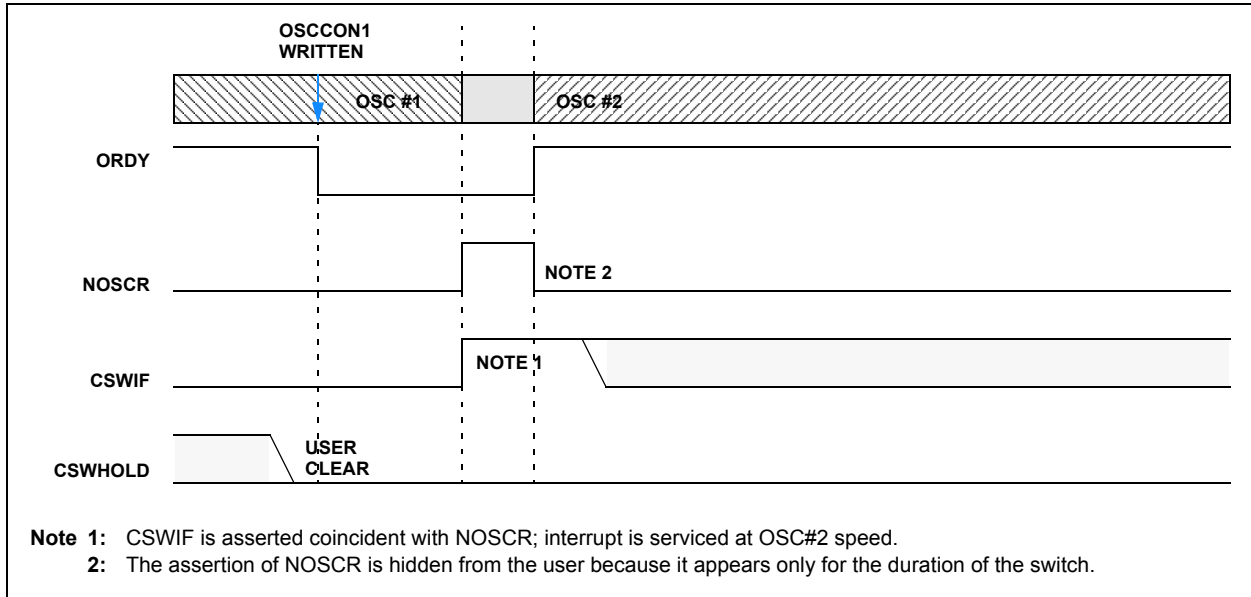 OSCCON1
WRITTEN
OSC #1
OSC #2
ORDY
NOSCR
NOTE 2
CSWIF
NOTE 1
CSWHOLD
USER
CLEAR
Note 1: CSWIF is asserted coincident with NOSCR; interrupt is serviced at OSC#2 speed.
2: The assertion of NOSCR is hidden from the user because it appears only for the duration of the switch.